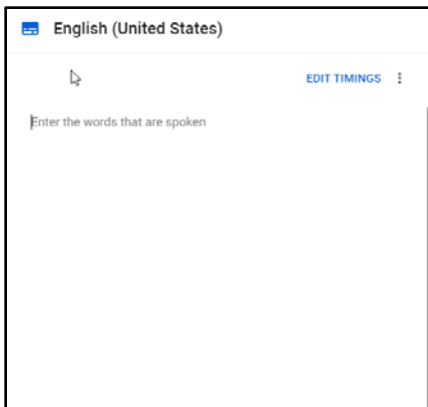 English (United States)
EDIT TIMINGS
Enter the words that are spoken